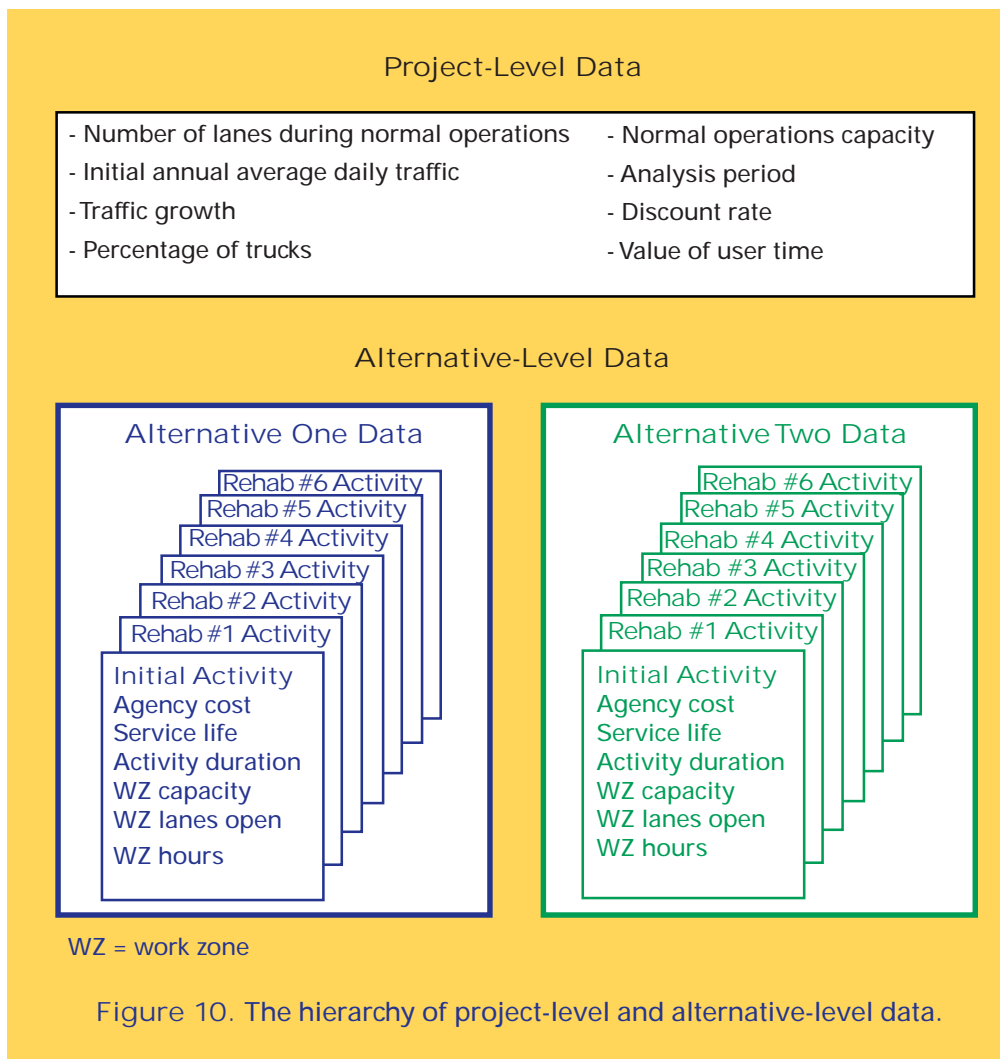 Project-Level Data
- Number of lanes during normal operations
- Initial annual average daily traffic
- Traffic growth
- Percentage of trucks
- Normal operations capacity
- Analysis period
- Discount rate
- Value of user time
Alternative-Level Data
Alternative One Data
Rehab #6 Activity
Rehab #5 Activity
Rehab #4 Activity
Rehab #3 Activity
Rehab #2 Activity
Rehab #1 Activity
Initial Activity
Agency cost
Service life
Activity duration
WZ capacity
WZ lanes open
WZ hours
Alternative Two Data
Rehab #6 Activity
Rehab #5 Activity
Rehab #4 Activity
Rehab #3 Activity
Rehab #2 Activity
Rehab #1 Activity
Initial Activity
Agency cost
Service life
Activity duration
WZ capacity
WZ lanes open
WZ hours
WZ = work zone
Figure 10. The hierarchy of project-level and alternative-level data.